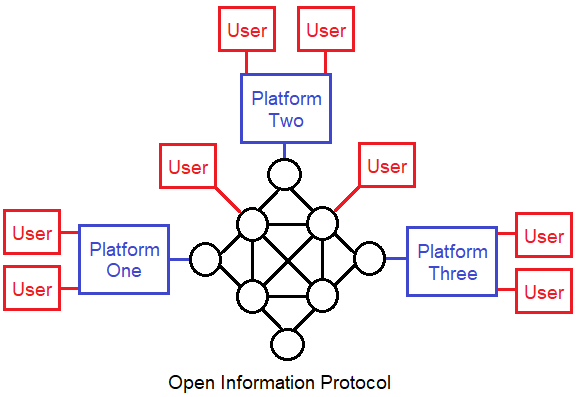 User
User
Platform
Two
User
User
User
User
Platform
One
Platform
Three
User
User
Open Information Protocol